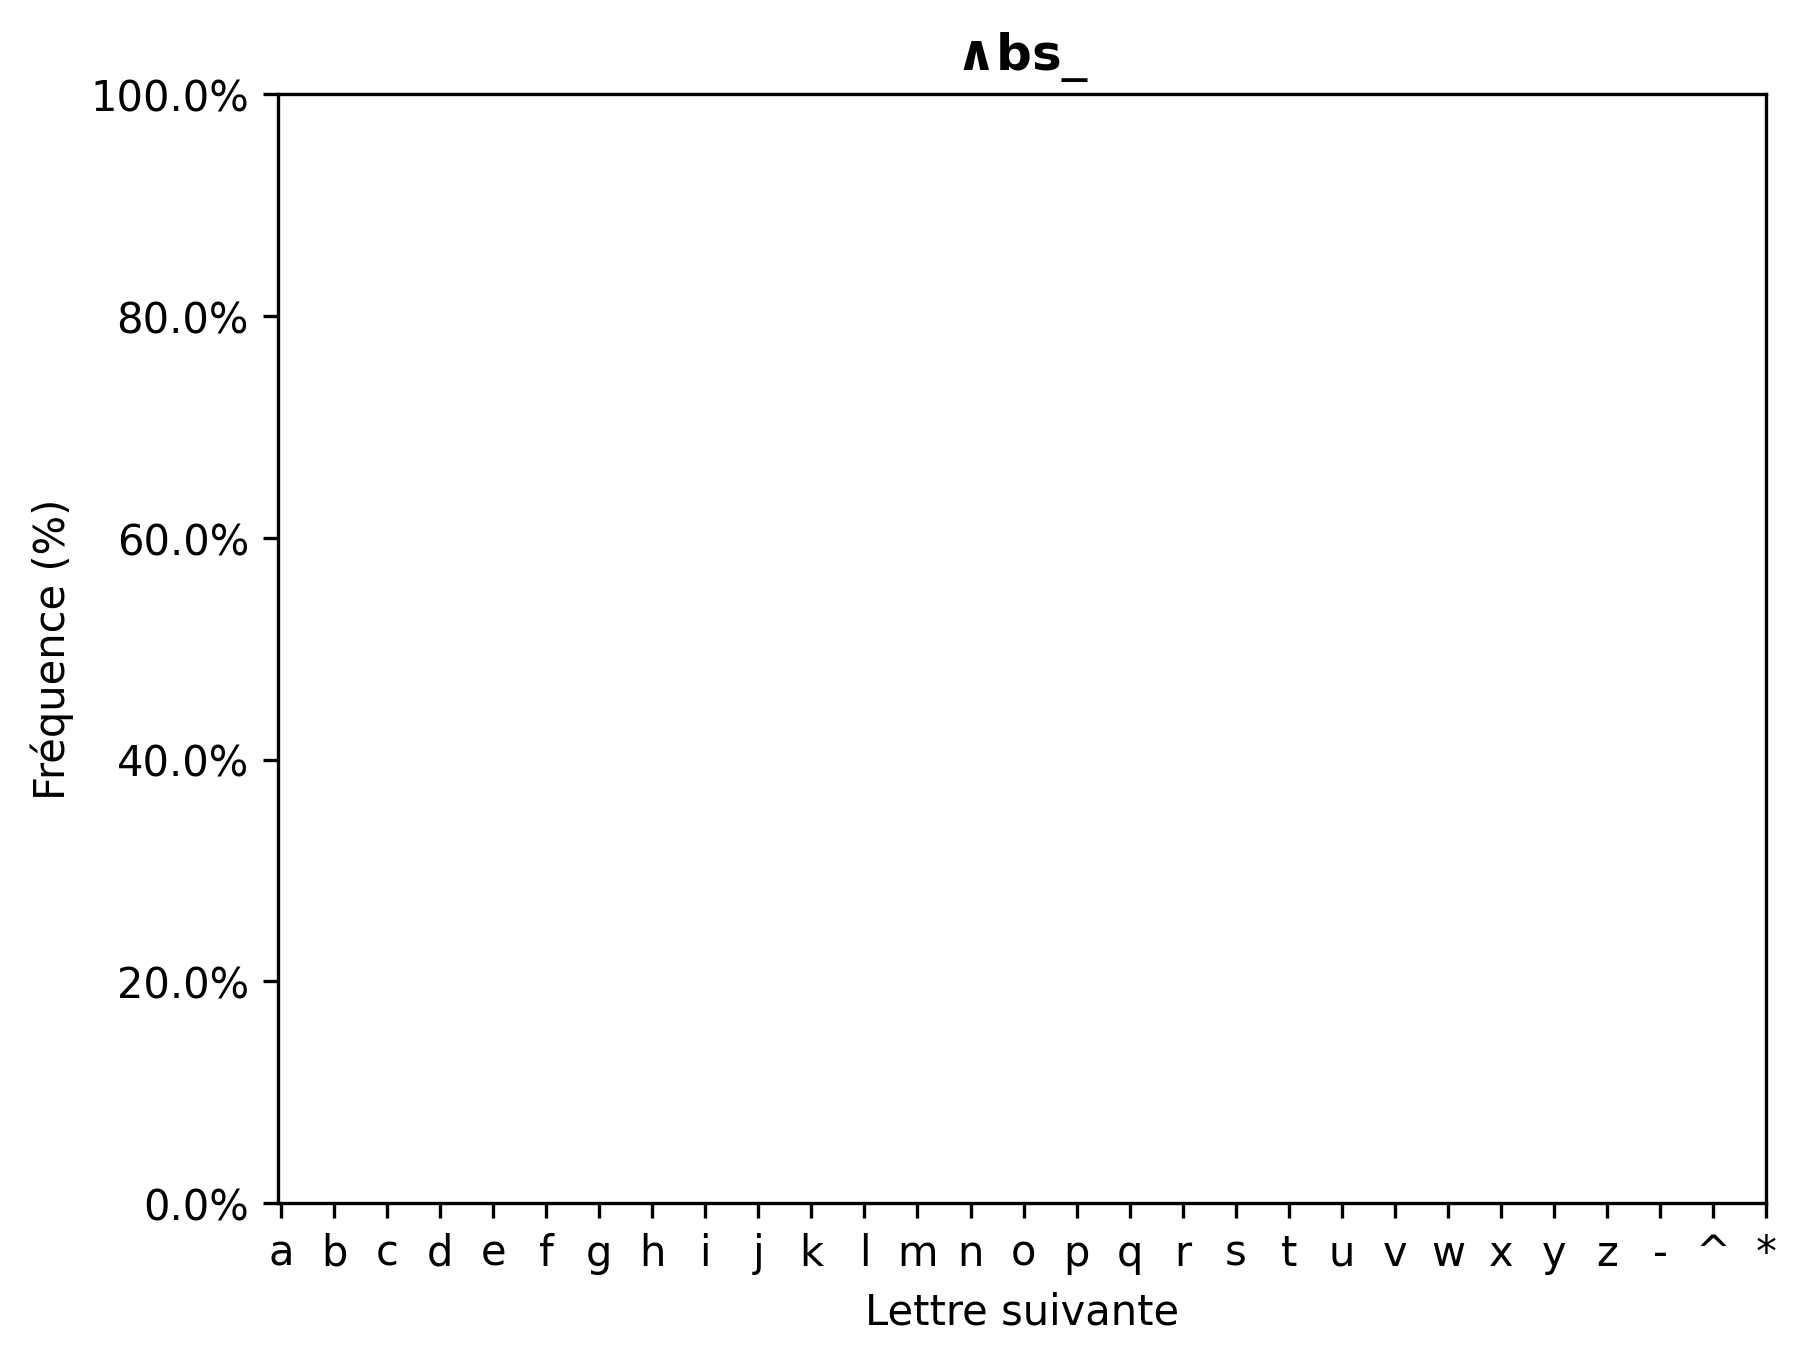 ∧bs_
100.0%
80.0%
60.0%
40.0%
20.0%
0.0%
Fréquence (%)
a b c d e f g h i j k l m n o p q r s t u v w x y z - ^ *
Lettre suivante